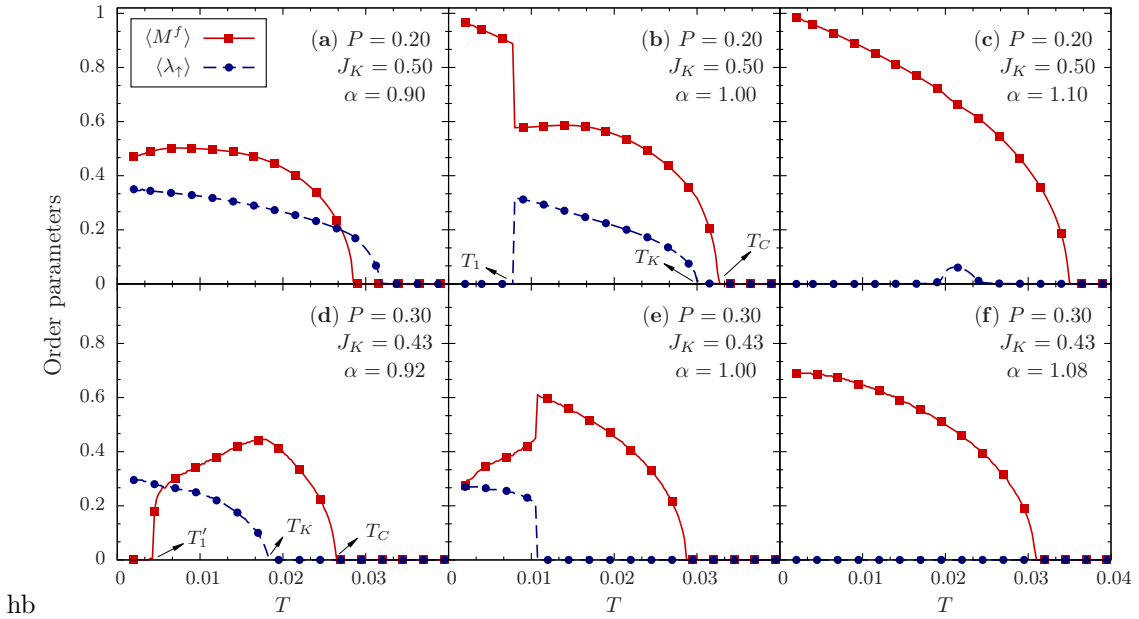 ⟨M^f⟩
⟨λ↑⟩
(a) P = 0.20
J_K = 0.50
α = 0.90
(b) P = 0.20
J_K = 0.50
α = 1.00
T_1
T_K
T_C
(c) P = 0.20
J_K = 0.50
α = 1.10
(d) P = 0.30
J_K = 0.43
α = 0.92
T′_1
T_K
T_C
(e) P = 0.30
J_K = 0.43
α = 1.00
(f) P = 0.30
J_K = 0.43
α = 1.08
1
0.8
0.6
0.4
0.2
0
0.8
0.6
0.4
0.2
0
Order parameters
0 0.01 0.02 0.03
0 0.01 0.02 0.03
0 0.01 0.02 0.03 0.04
T T T
hb